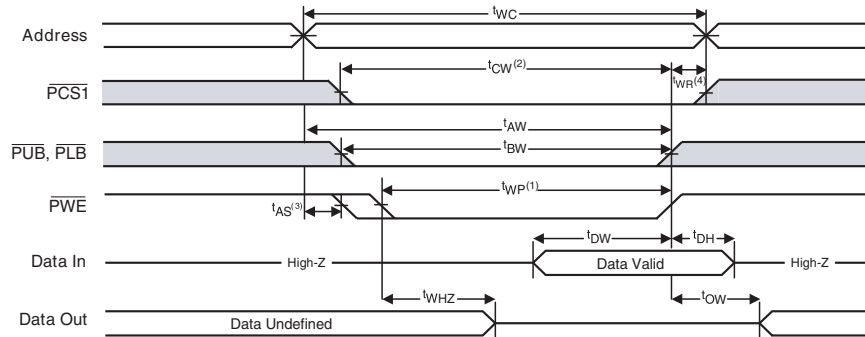 tWC
Address
tCW(2)
tWR(4)
PCS1
tAW
tBW
PUB, PLB
tWP(1)
PWE
tAS(3)
tDW
tDH
Data In
High-Z
Data Valid
High-Z
tWHZ
tOW
Data Out
Data Undefined